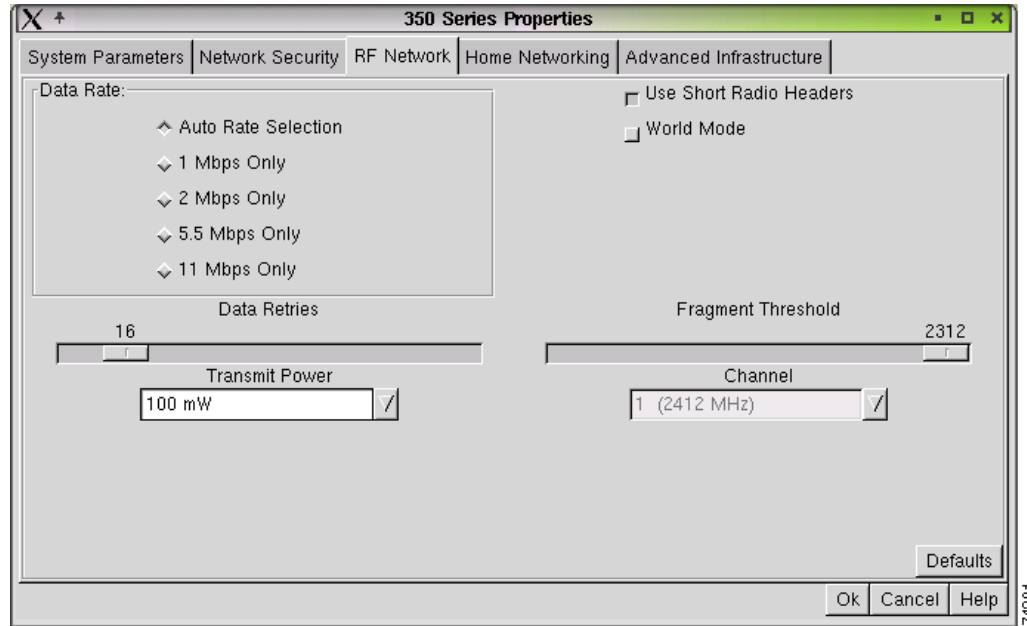 350 Series Properties
System Parameters Network Security RF Network Home Networking Advanced Infrastructure
Data Rate:
Auto Rate Selection
1 Mbps Only
2 Mbps Only
5.5 Mbps Only
11 Mbps Only
Use Short Radio Headers
World Mode
Data Retries
16
Fragment Threshold
2312
Transmit Power
100 mW
Channel
1 (2412 MHz)
Defaults
Ok Cancel Help